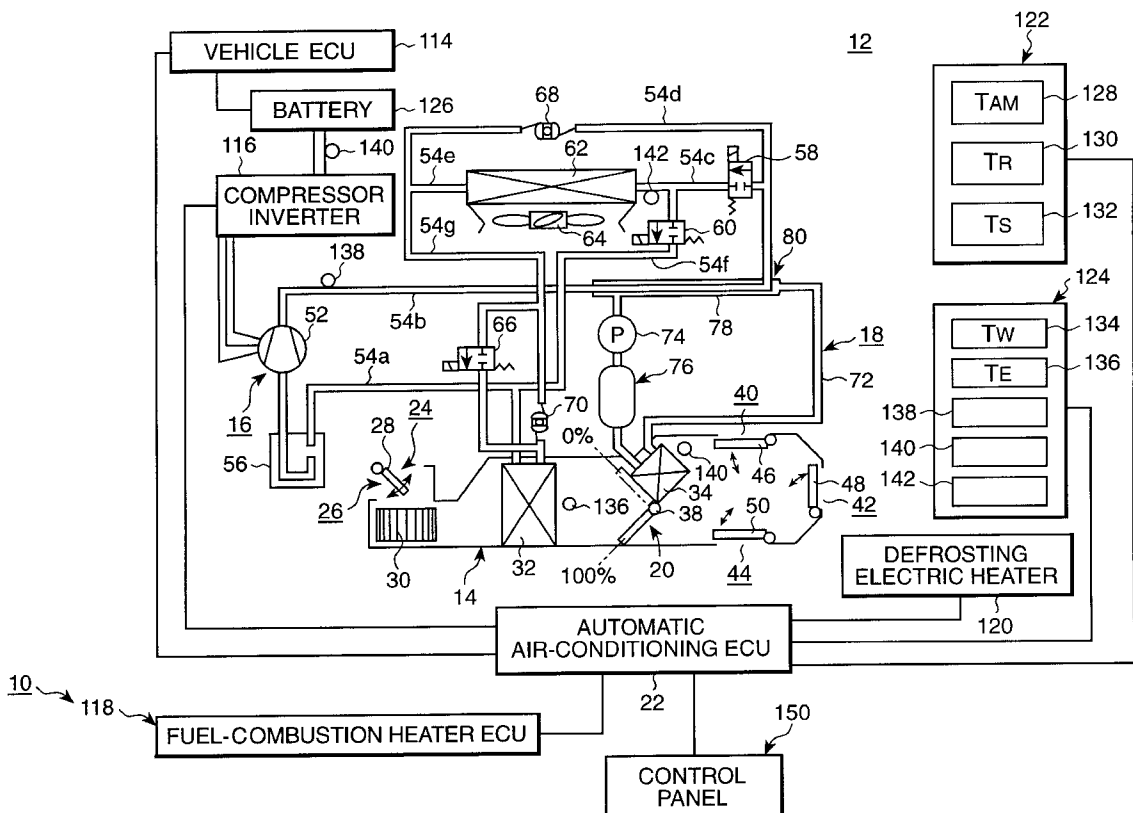 VEHICLE ECU
114
12
122
BATTERY
126
68
54d
TAM
128
116
140
54e
62
142
54c
58
TR
130
COMPRESSOR
INVERTER
TS
132
64
60
54g
54f
138
80
124
52
54b
66
78
P
74
18
TW
134
54a
76
72
TE
136
16
24
70
40
138
28
0%
140
46
140
56
26
34
48
142
136
38
50
42
30
32
100%
20
44
DEFROSTING
ELECTRIC HEATER
14
120
AUTOMATIC
AIR-CONDITIONING ECU
10
118
22
FUEL-COMBUSTION HEATER ECU
150
CONTROL
PANEL